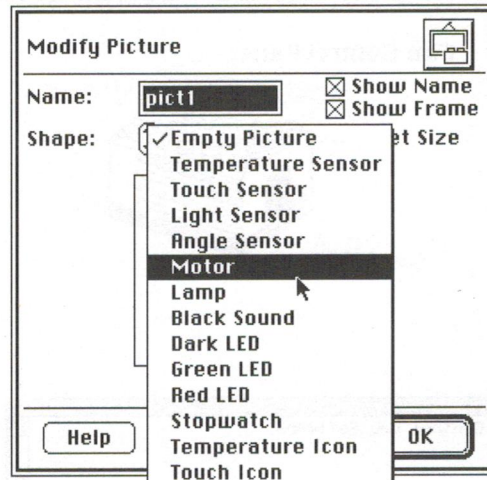 Modify Picture
Name: pict1
Show Name
Show Frame
Shape:
Empty Picture
et Size
Temperature Sensor
Touch Sensor
Light Sensor
Angle Sensor
Motor
Lamp
Black Sound
Dark LED
Green LED
Red LED
Stopwatch
Temperature Icon
Touch Icon
Help
OK